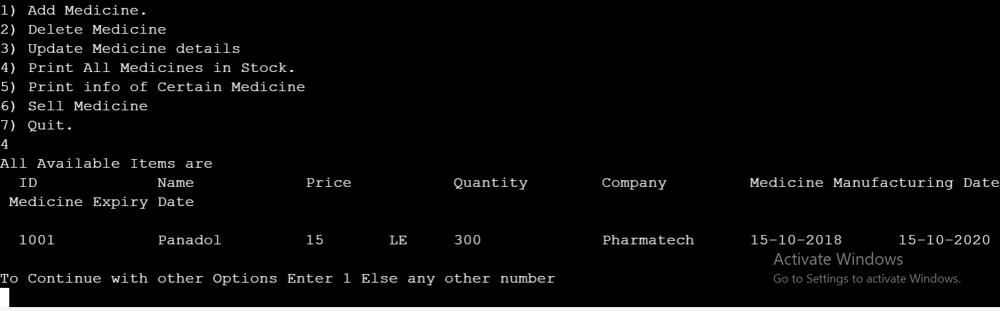 1) Add Medicine.
2) Delete Medicine
3) Update Medicine details
4) Print All Medicines in Stock.
5) Print info of Certain Medicine
6) Sell Medicine
7) Quit.
4
All Available Items are
ID Name Price Quantity Company Medicine Manufacturing Date
Medicine Expiry Date
1001 Panadol 15 LE 300 Pharmatech 15-10-2018 15-10-2020
Activate Windows
To Continue with other Options Enter 1 Else any other number
Go to Settings to activate Windows.